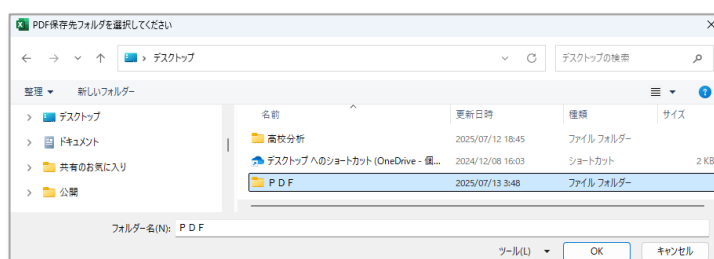 PDF保存先フォルダを選択してください
デスクトップ
デスクトップの検索
整理 新しいフォルダー
名前 更新日時 種類 サイズ
デスクトップ
ドキュメント
共有のお気に入り
公開
高校分析 2025/07/12 18:45 ファイル フォルダー
デスクトップ へのショートカット (OneDrive - 個... 2024/12/08 16:03 ショートカット 2 KB
ＰＤＦ 2025/07/13 3:48 ファイル フォルダー
フォルダー名(N): ＰＤＦ
ツール(L) OK キャンセル